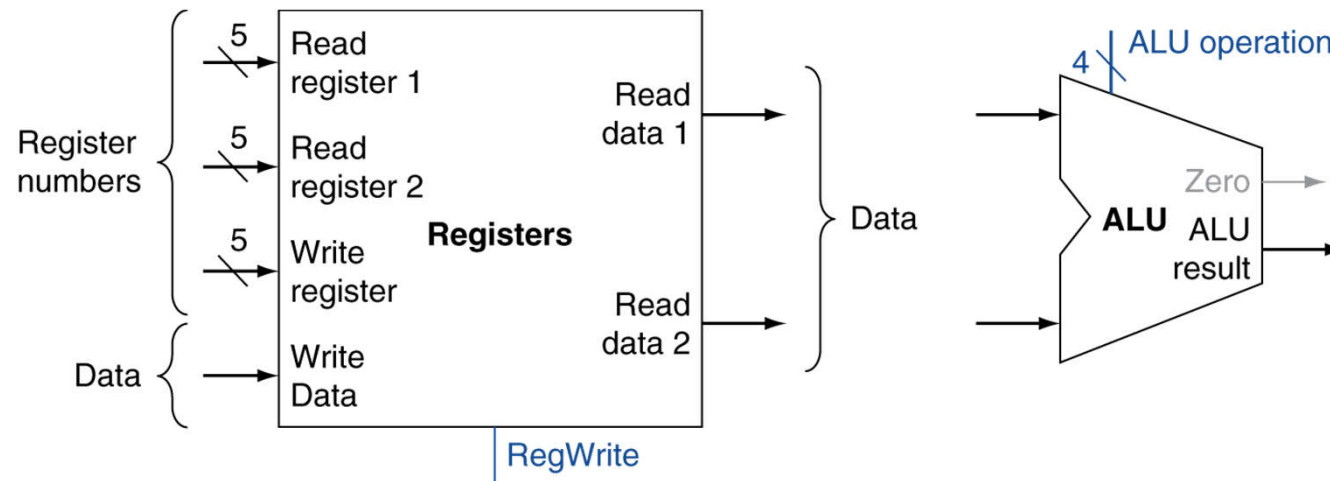 Register
numbers
Data
5
Read
register 1
5
Read
register 2
5
Write
register
Write
Data
Registers
Read
data 1
Read
data 2
RegWrite
Data
4
ALU operation
Zero
ALU
ALU
result